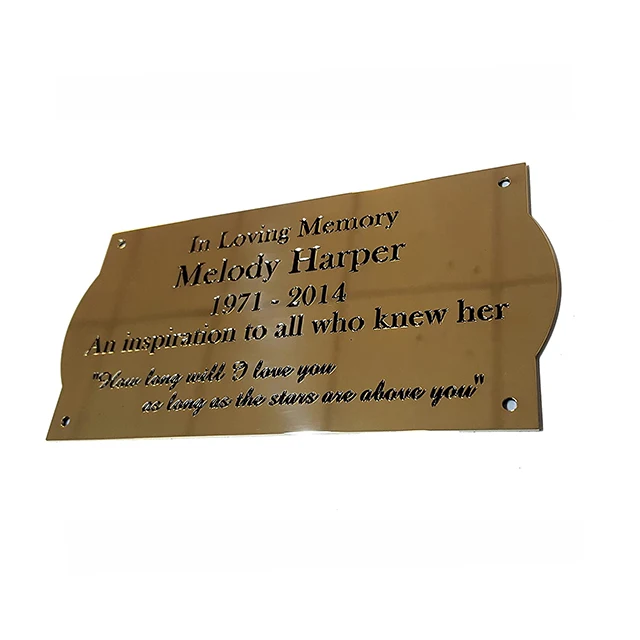 In Loving Memory
Melody Harper
1971 - 2014
An inspiration to all who knew her
"How long will I love you
as long as the stars are above you"